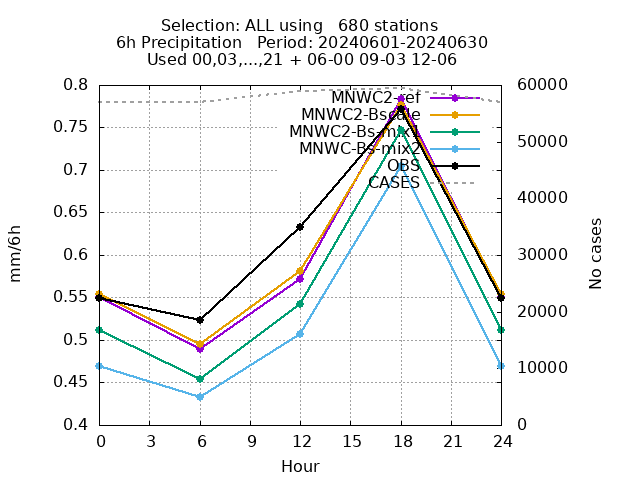 Selection: ALL using   680 stations
6h Precipitation   Period: 20240601-20240630
Used 00,03,...,21 + 06-00 09-03 12-06
MNWC2-ref
MNWC2-Bscale
MNWC2-Bs-mix1
MNWC-Bs-mix2
OBS
CASES
mm/6h
0.8
0.75
0.7
0.65
0.6
0.55
0.5
0.45
0.4
No cases
60000
50000
40000
30000
20000
10000
0
0 3 6 9 12 15 18 21 24
Hour